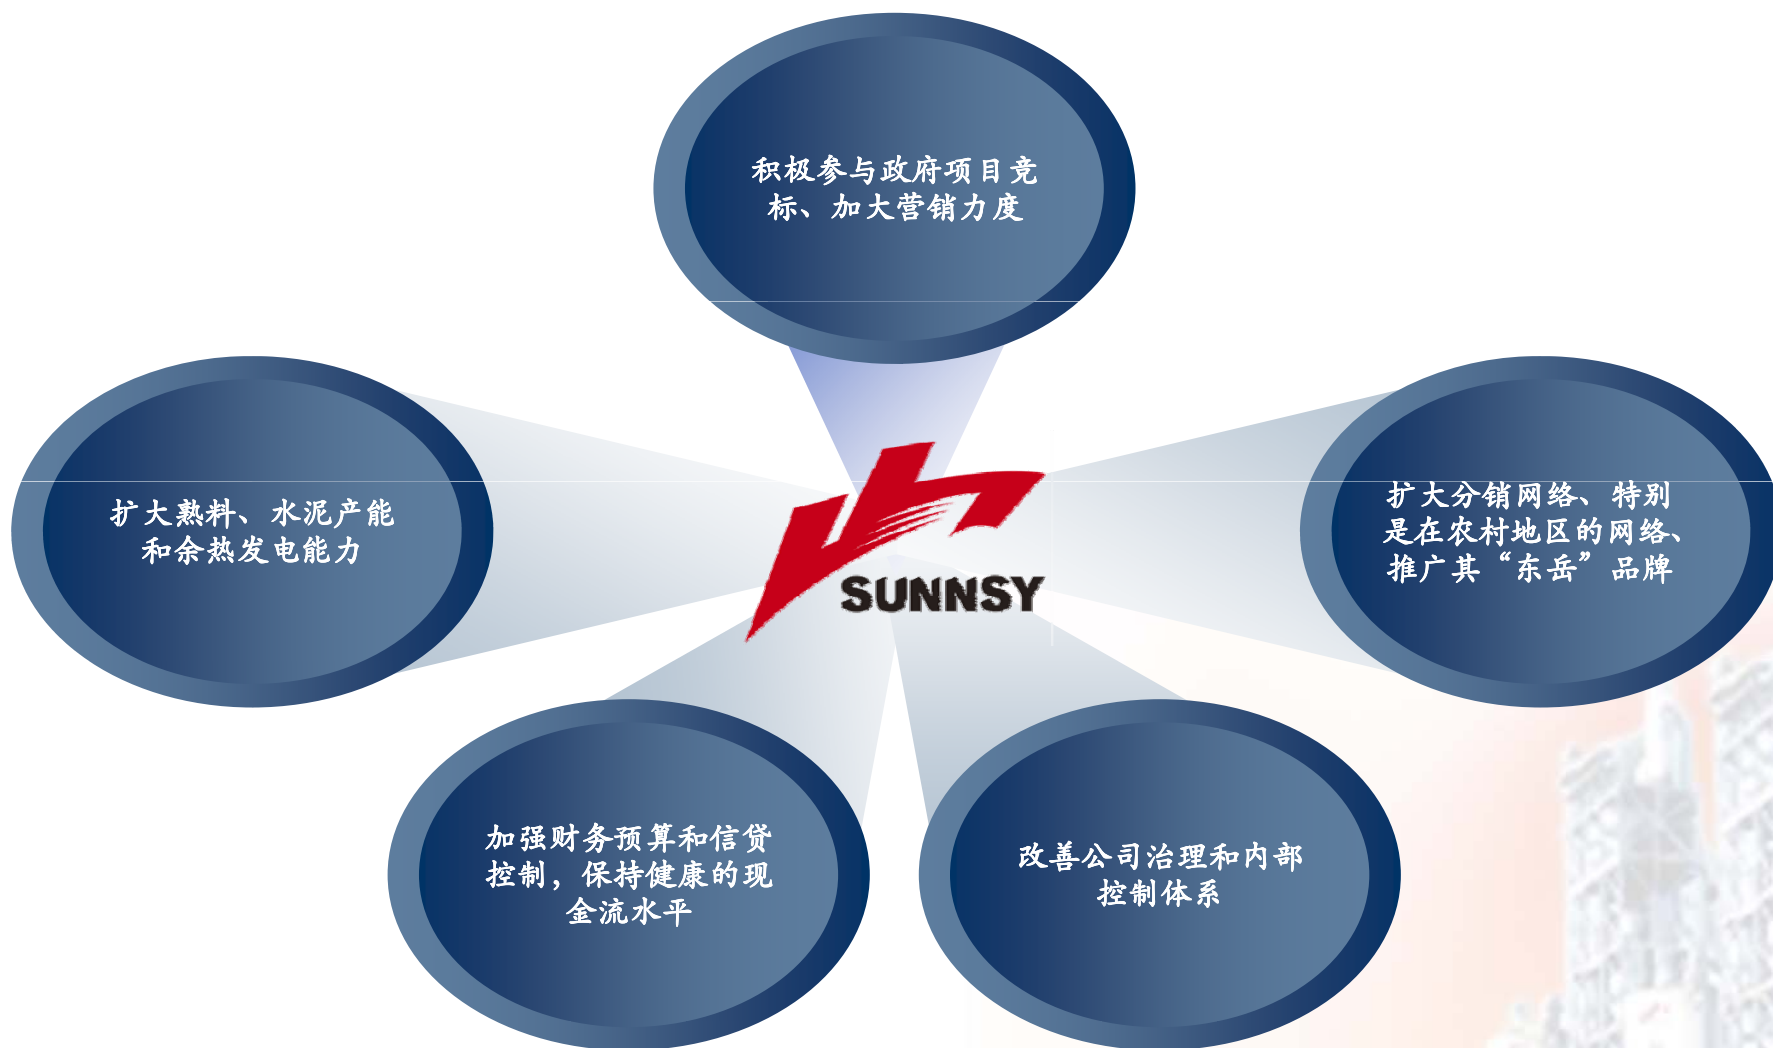 积极参与政府项目竞
标、加大营销力度
扩大熟料、水泥产能
和余热发电能力
扩大分销网络、特别
是在农村地区的网络、
推广其“东岳”品牌
SUNNSY
加强财务预算和信贷
控制，保持健康的现
金流水平
改善公司治理和内部
控制体系